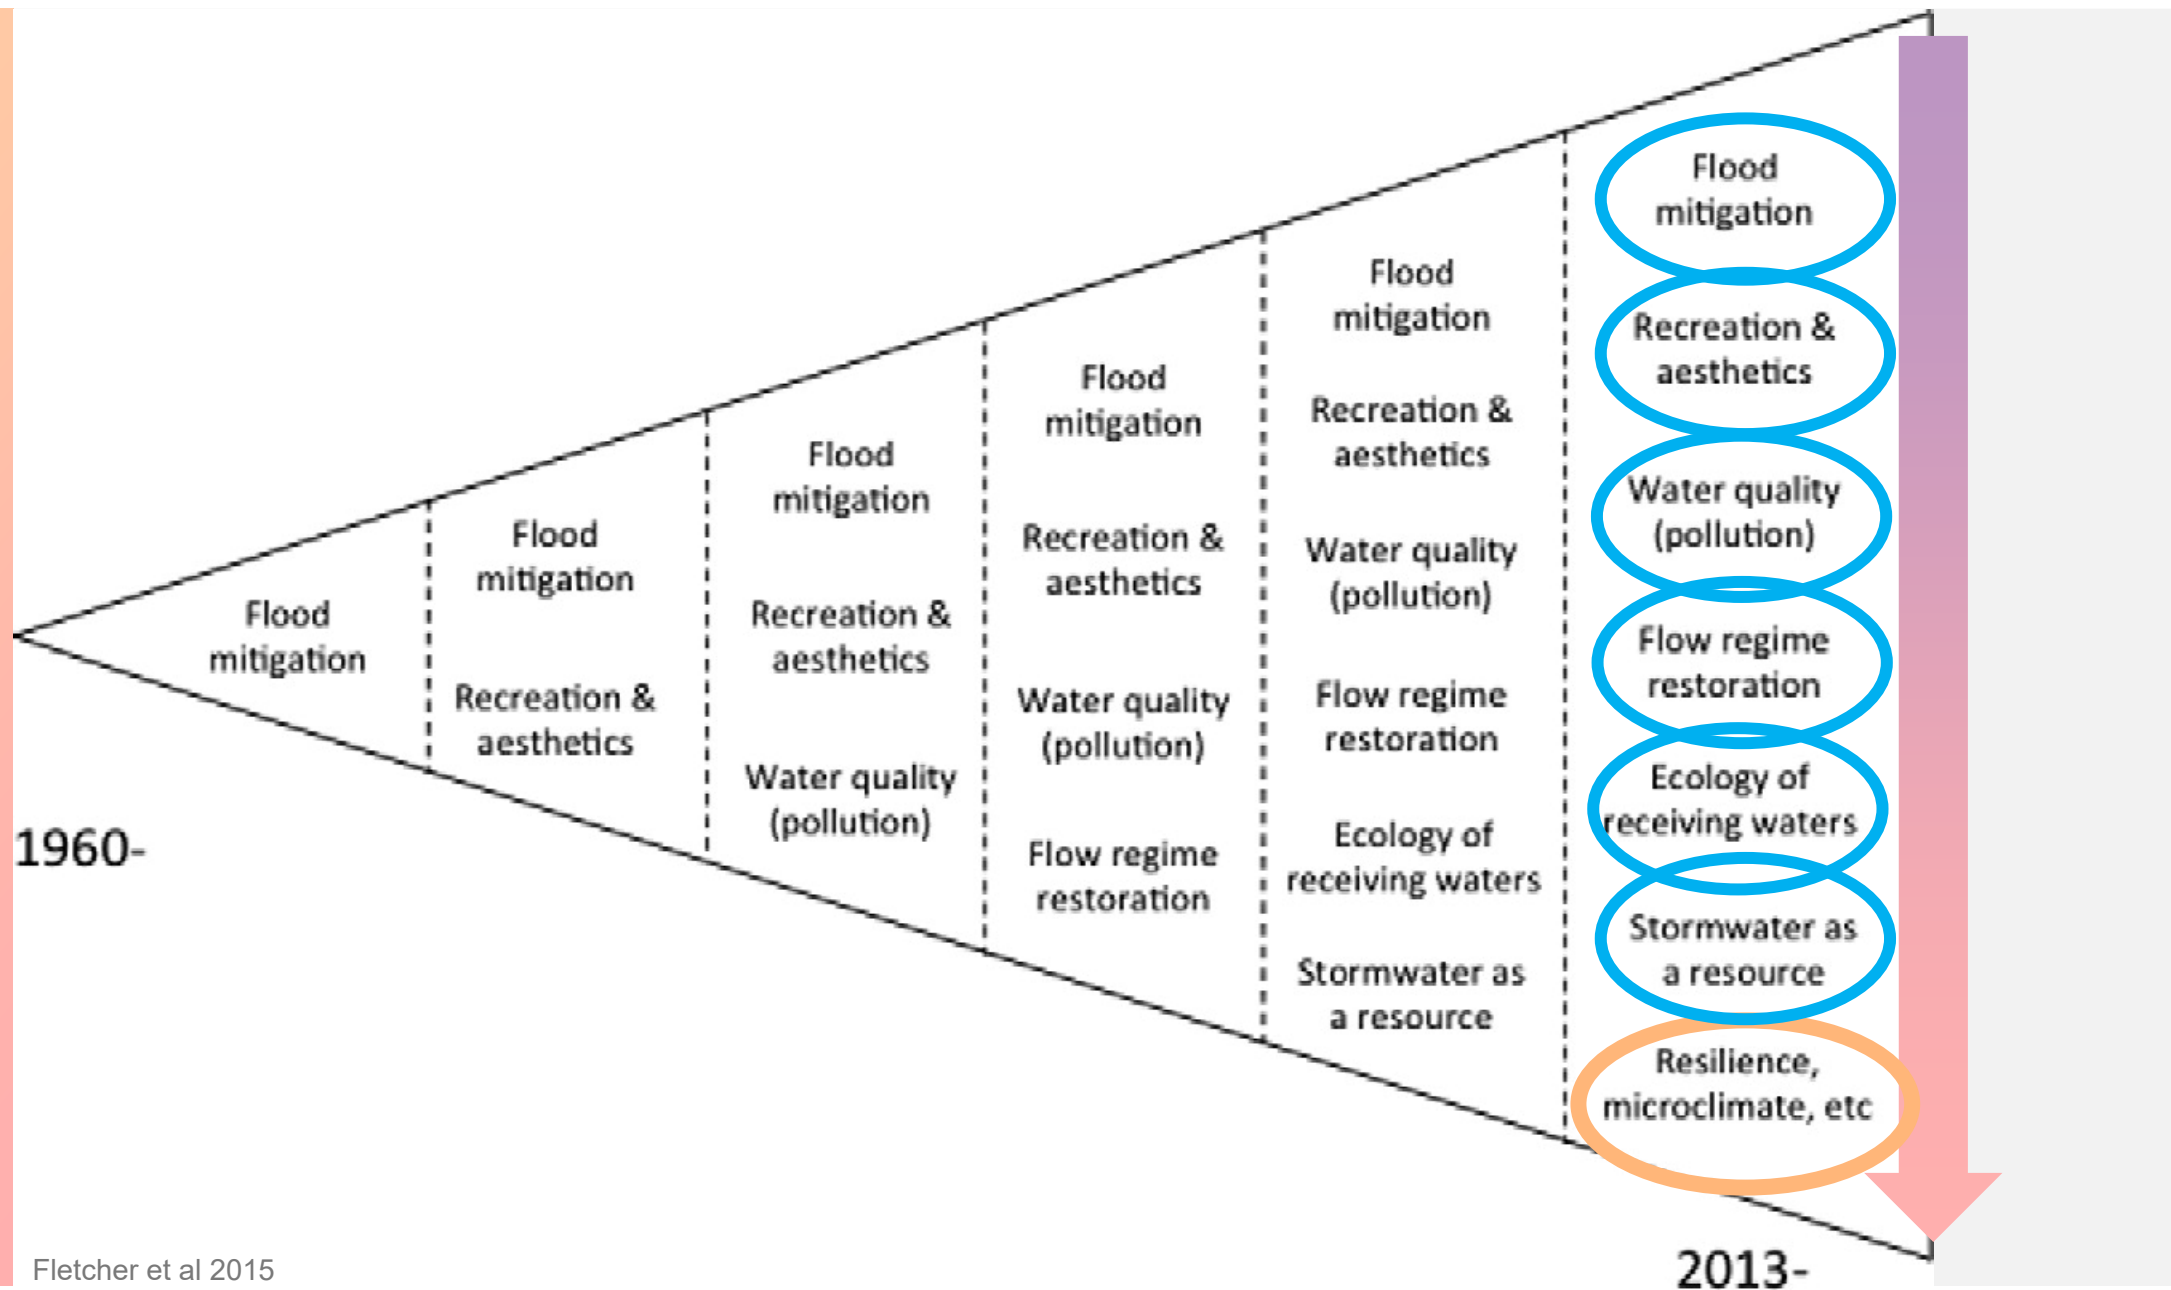 Flood
mitigation
Flood
mitigation
Recreation &
aesthetics
Flood
mitigation
Recreation &
aesthetics
Water quality
(pollution)
Flood
mitigation
Recreation &
aesthetics
Water quality
(pollution)
Flow regime
restoration
Flood
mitigation
Recreation &
aesthetics
Water quality
(pollution)
Flow regime
restoration
Ecology of
receiving waters
Stormwater as
a resource
Flood
mitigation
Recreation &
aesthetics
Water quality
(pollution)
Flow regime
restoration
Ecology of
receiving waters
Stormwater as
a resource
Resilience,
microclimate, etc
1960-
2013-
Fletcher et al 2015